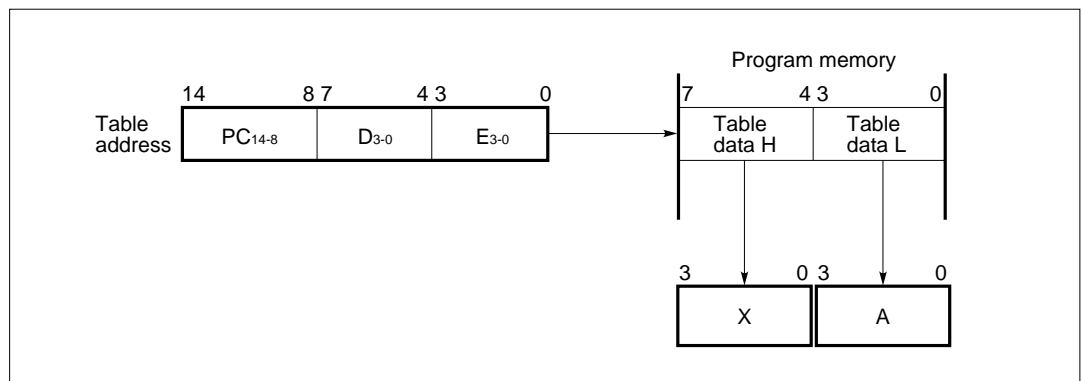 Program memory
14 8 7 4 3 0
7 4 3 0
Table
address
PC14-8 D3-0 E3-0
Table
data H
Table
data L
3 0 3 0
X A